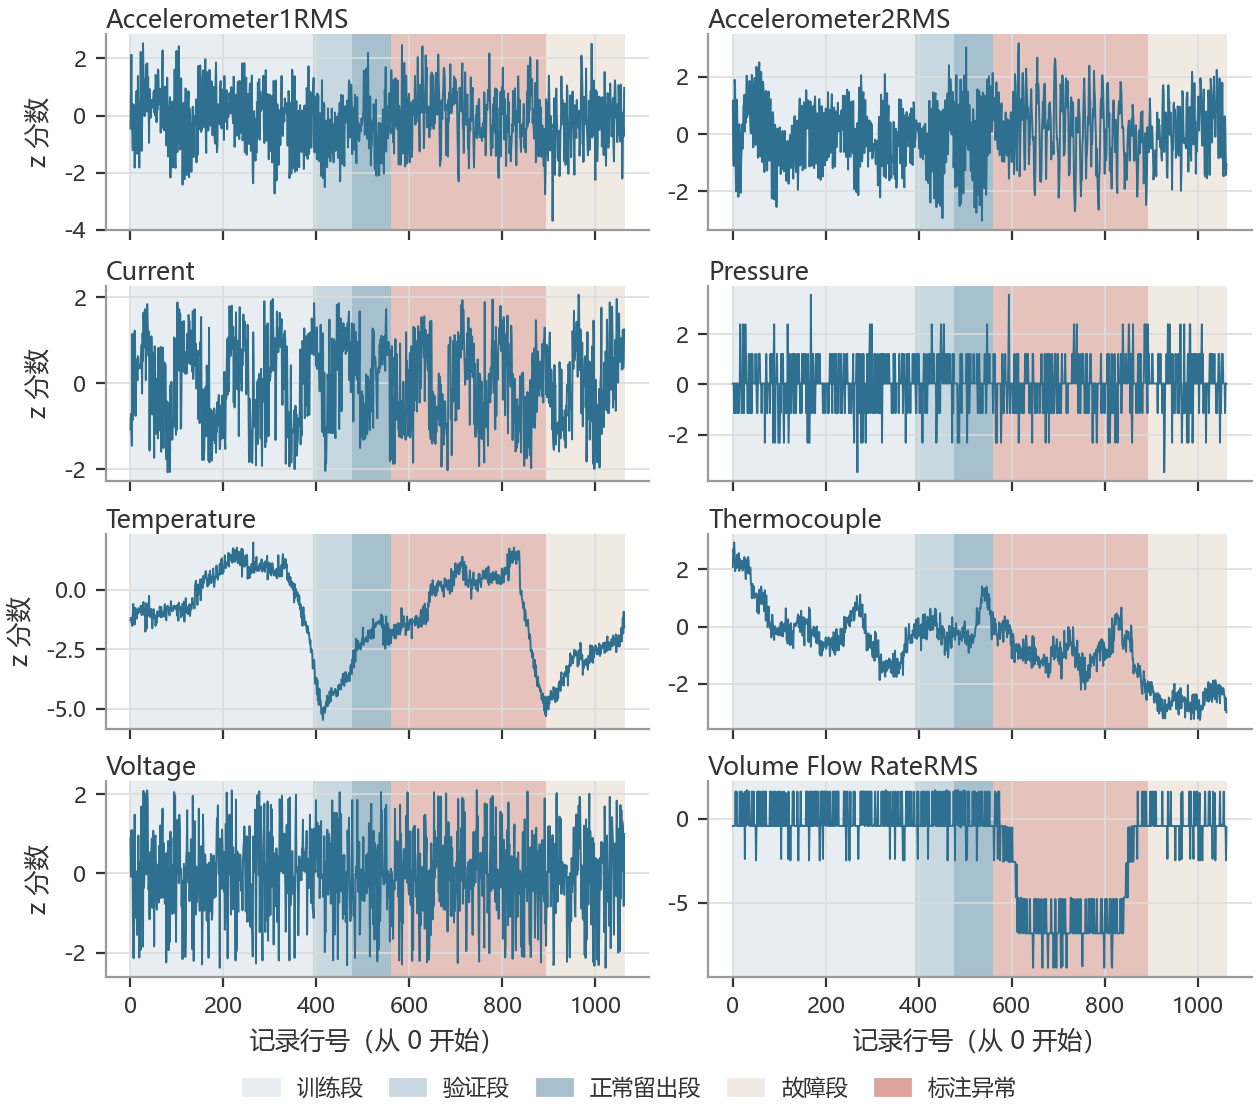 Accelerometer1RMS
Accelerometer2RMS
z 分数
2
0
-2
-4
2
0
-2
Current
Pressure
z 分数
2
0
-2
2
0
-2
Temperature
Thermocouple
z 分数
0.0
-2.5
-5.0
2
0
-2
Voltage
Volume Flow RateRMS
z 分数
2
0
-2
0
-5
0 200 400 600 800 1000
0 200 400 600 800 1000
记录行号（从 0 开始）
记录行号（从 0 开始）
训练段 验证段 正常留出段 故障段 标注异常